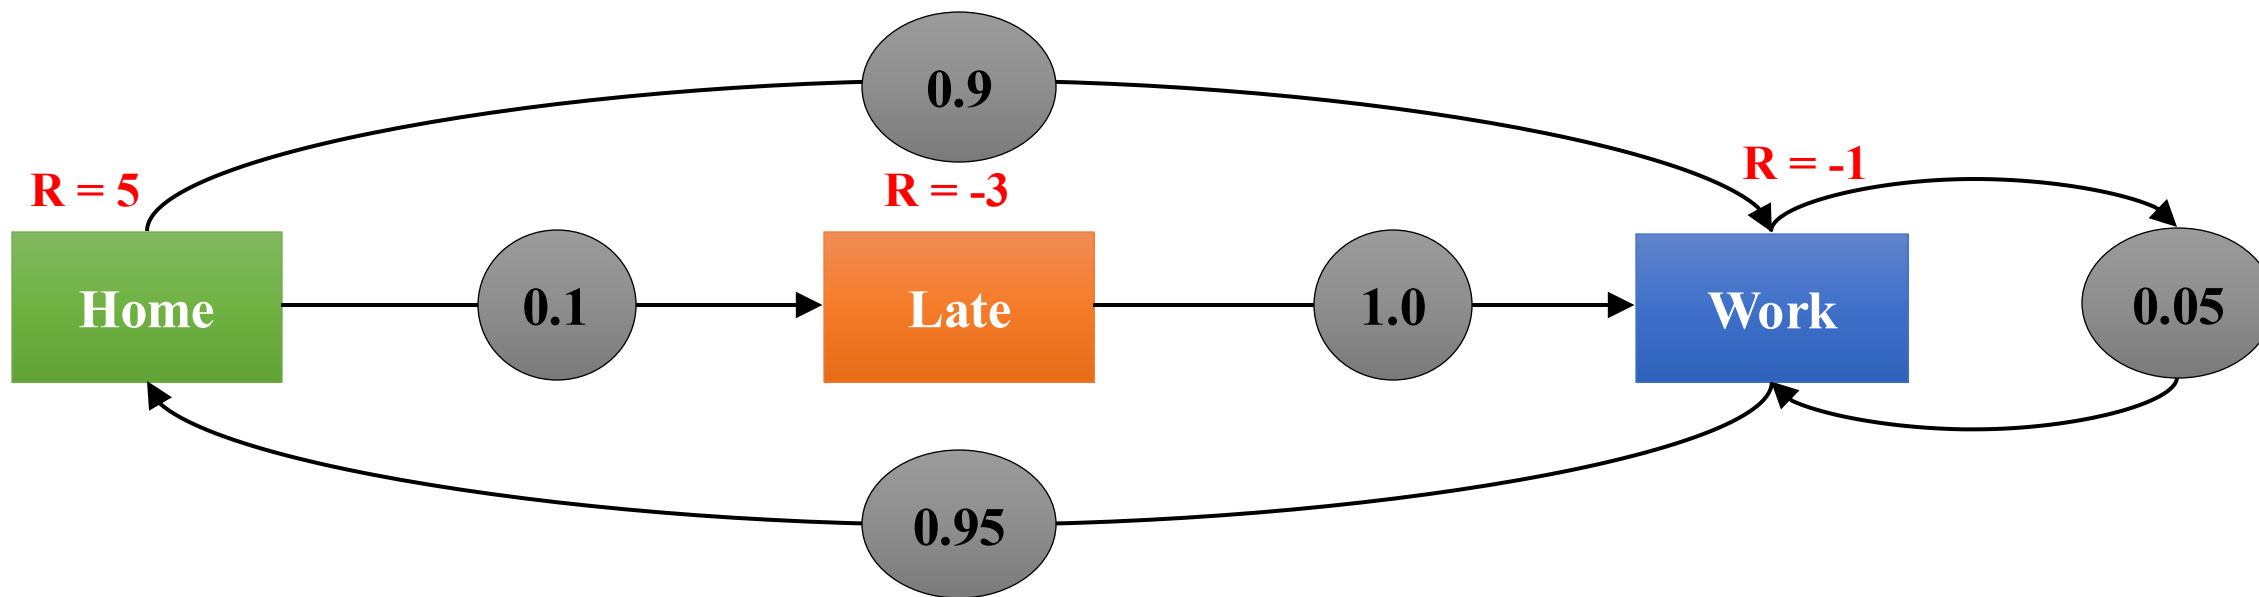 0.9
R = 5
R = -3
R = -1
Home
0.1
Late
1.0
Work
0.05
0.95